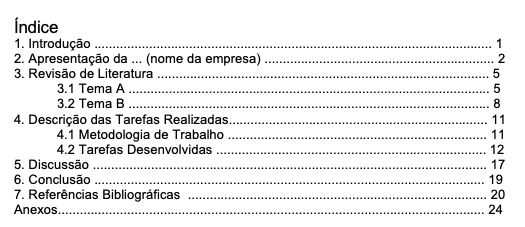 Índice
1. Introdução ........................................................................................ 1
2. Apresentação da ... (nome da empresa) .................................................. 2
3. Revisão de Literatura ......................................................................... 5
3.1 Tema A ................................................................................ 5
3.2 Tema B ................................................................................ 8
4. Descrição das Tarefas Realizadas......................................................... 11
4.1 Metodologia de Trabalho ......................................................... 11
4.2 Tarefas Desenvolvidas ........................................................... 12
5. Discussão ...................................................................................... 17
6. Conclusão ...................................................................................... 19
7. Referências Bibliográficas ................................................................. 20
Anexos............................................................................................. 24